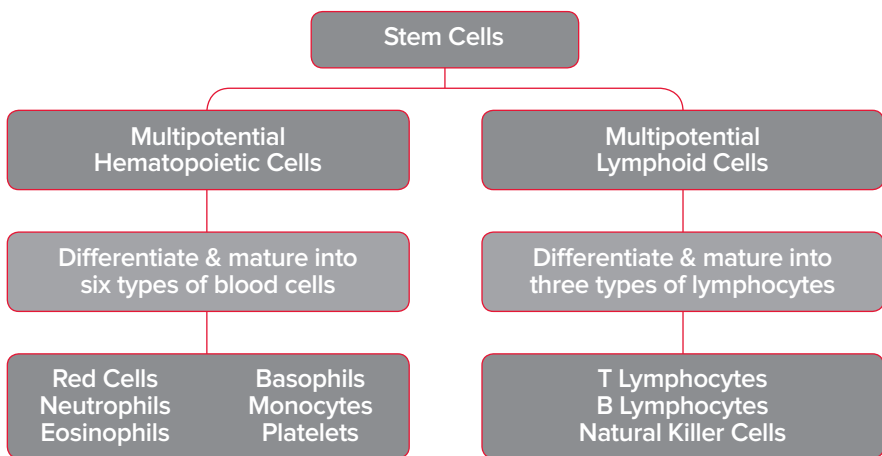 Stem Cells
Multipotential
Hematopoietic Cells
Multipotential
Lymphoid Cells
Differentiate & mature into
six types of blood cells
Differentiate & mature into
three types of lymphocytes
Red Cells
Neutrophils
Eosinophils
Basophils
Monocytes
Platelets
T Lymphocytes
B Lymphocytes
Natural Killer Cells